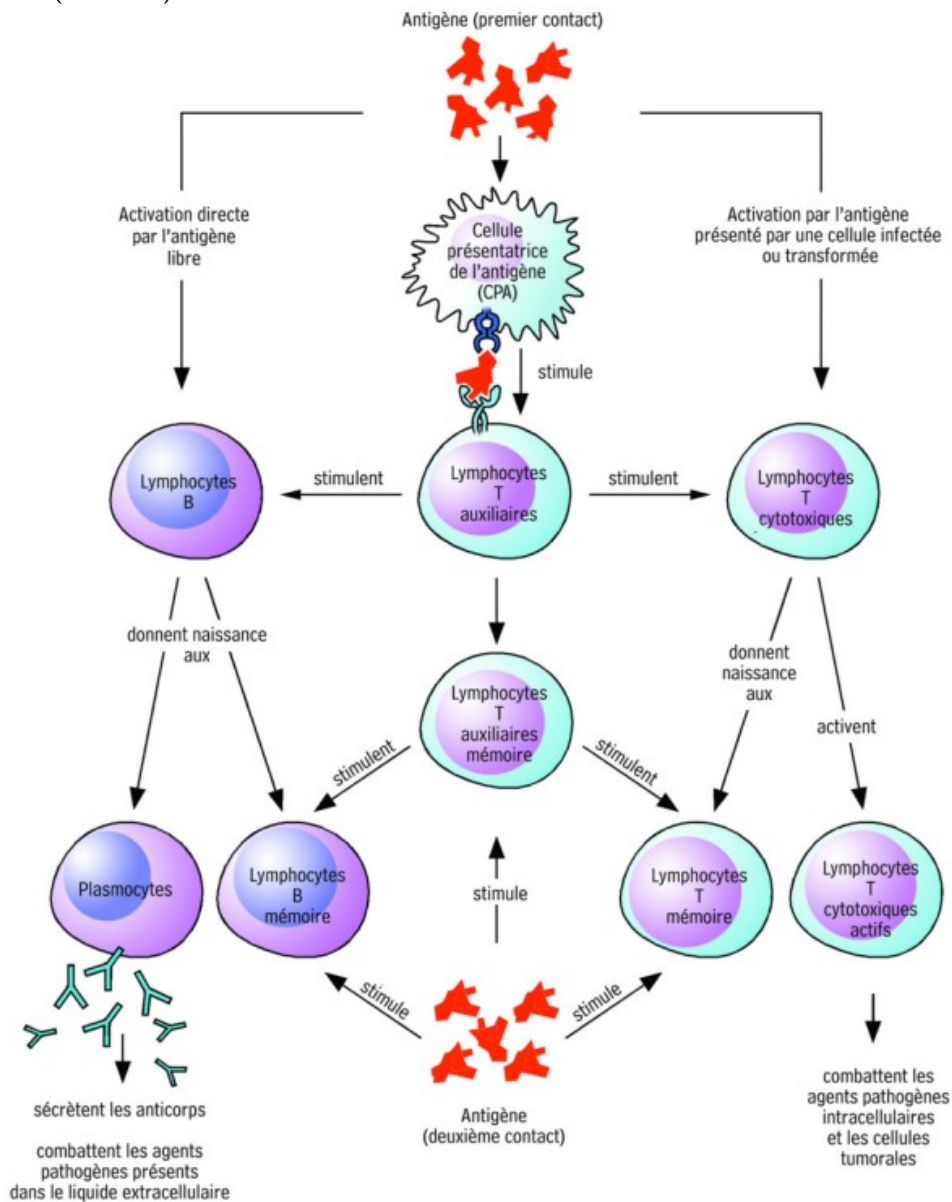 Antigène (premier contact)
Activation directe
par l'antigène
libre
Cellule
présentatrice
de l'antigène
(CPA)
Activation par l'antigène
présenté par une cellule infectée
ou transformée
stimule
Lymphocytes
B
stimulent
Lymphocytes
T
auxiliaires
stimulent
Lymphocytes
T
cytotoxiques
donnent naissance
aux
Lymphocytes
T
auxiliaires
mémoire
donnent
naissance
aux
activent
stimulent
stimulent
Plasmocytes
Lymphocytes
B
mémoire
stimule
Lymphocytes
T
mémoire
Lymphocytes
T
cytotoxiques
actifs
stimule
stimule
sécrètent les anticorps
combattent les agents
pathogènes présents
dans le liquide extracellulaire
Antigène
(deuxième contact)
combattent les
agents pathogènes
intracellulaires
et les cellules
tumorales